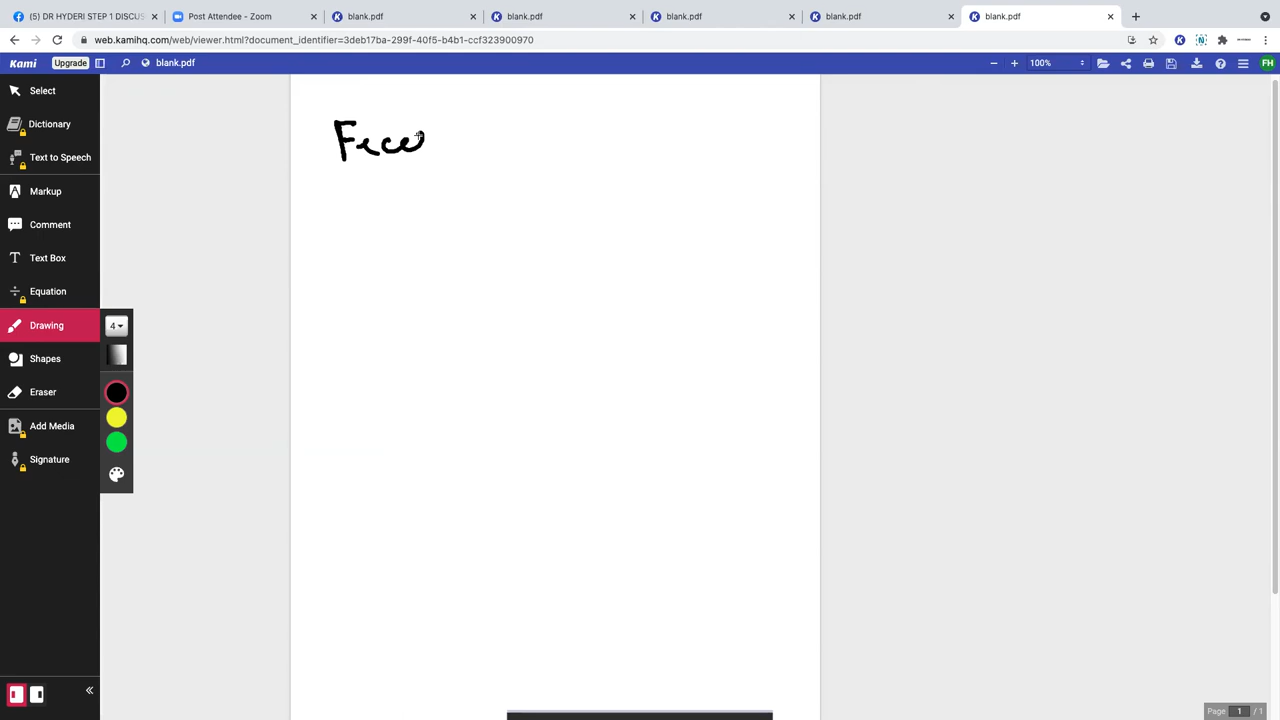 (5) DR HYDERI STEP 1 DISCUS
Post Attendee - Zoom
blank.pdf
blank.pdf
blank.pdf
blank.pdf
blank.pdf
web.kamihq.com/web/viewer.html?document_identifier=3deb17ba-299f-40f5-b4b1-ccf323900970
Kami
Upgrade
blank.pdf
100%
FH
Select
Dictionary
Text to Speech
Markup
Comment
Text Box
Equation
Drawing
4
Shapes
Eraser
Add Media
Signature
Page: 1 / 1